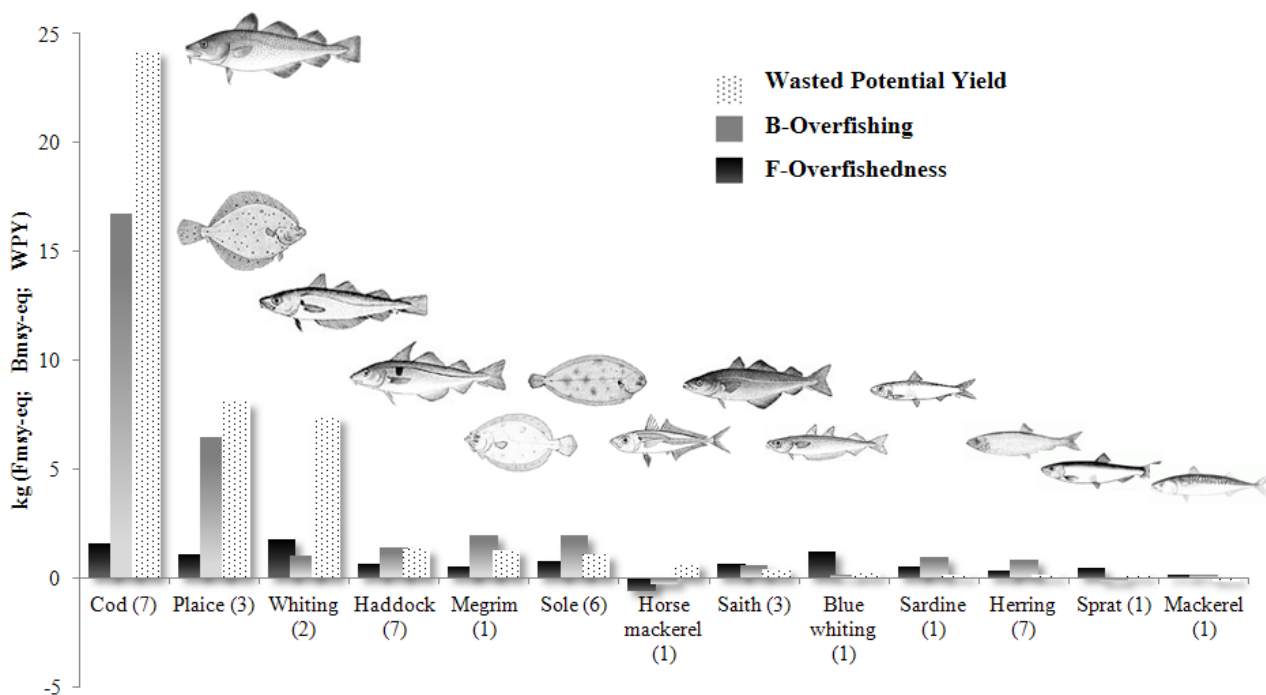 25
20
15
10
5
0
-5
kg (Fmsy-eq; Bmsy-eq; WPY)
Wasted Potential Yield
B-Overfishing
F-Overfishedness
Cod (7)
Plaice (3)
Whiting
(2)
Haddock
(7)
Megrim
(1)
Sole (6)
Horse
mackerel
(1)
Saith (3)
Blue
whiting
(1)
Sardine
(1)
Herring
(7)
Sprat (1)
Mackerel
(1)